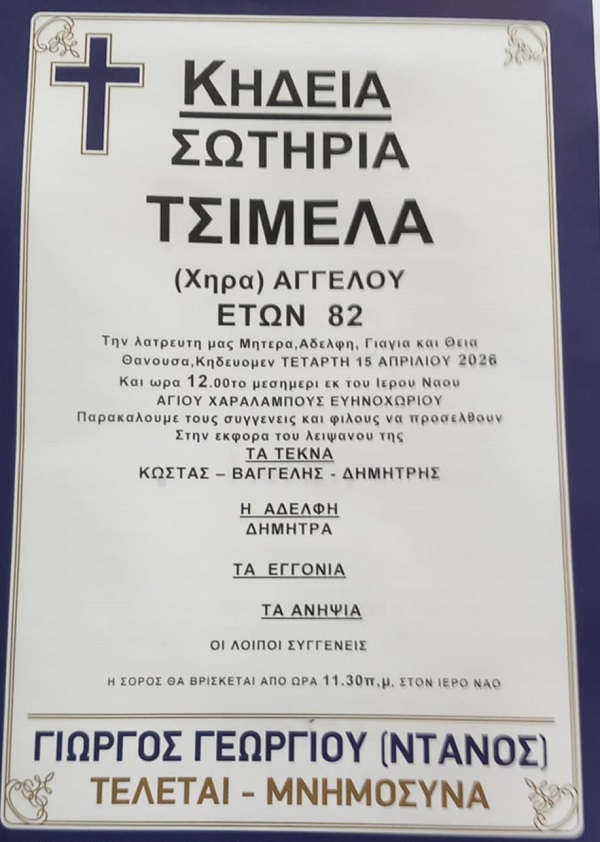 ΚΗΔΕΙΑ
ΣΩΤΗΡΙΑ
ΤΣΙΜΕΛΑ
(Χηρα) ΑΓΓΕΛΟΥ
ΕΤΩΝ 82
Την λατρευτη μας Μητερα,Αδελφη, Γιαγια και Θεια
Θανουσα,Κηδευομεν ΤΕΤΑΡΤΗ 15 ΑΠΡΙΛΙΟΥ 2026
Και ωρα 12.00το μεσημερι εκ του Ιερου Ναου
ΑΓΙΟΥ ΧΑΡΑΛΑΜΠΟΥΣ ΕΥΗΝΟΧΩΡΙΟΥ
Παρακαλουμε τους συγγενεις και φιλους να προσελθουν
Στην εκφορα του λειψανου της
ΤΑ ΤΕΚΝΑ
ΚΩΣΤΑΣ – ΒΑΓΓΕΛΗΣ - ΔΗΜΗΤΡΗΣ
Η ΑΔΕΛΦΗ
ΔΗΜΗΤΡΑ
ΤΑ ΕΓΓΟΝΙΑ
ΤΑ ΑΝΗΨΙΑ
ΟΙ ΛΟΙΠΟΙ ΣΥΓΓΕΝΕΙΣ
Η ΣΟΡΟΣ ΘΑ ΒΡΙΣΚΕΤΑΙ ΑΠΟ ΩΡΑ 11.30π,μ. ΣΤΟΝ ΙΕΡΟ ΝΑΟ
ΓΙΩΡΓΟΣ ΓΕΩΡΓΙΟΥ (ΝΤΑΝΟΣ)
ΤΕΛΕΤΑΙ - ΜΝΗΜΟΣΥΝΑ